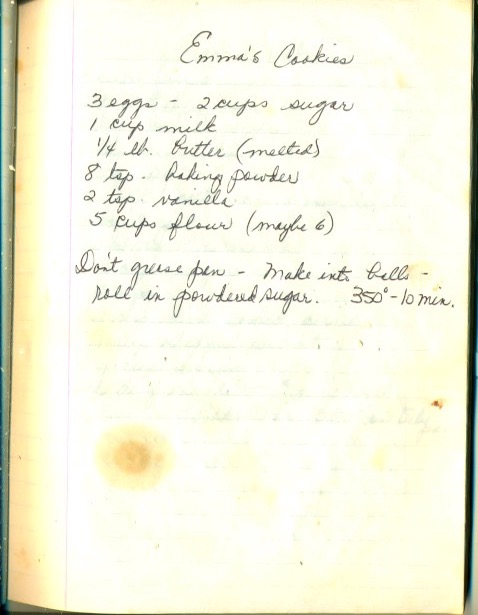 Emma's Cookies
3 eggs - 2 cups sugar
1 cup milk
1/4 lb. butter (melted)
8 tsp. baking powder
2 tsp. vanilla
5 cups flour (maybe 6)
Don't grease pan - Make into balls -
roll in powdered sugar. 350° - 10 min.